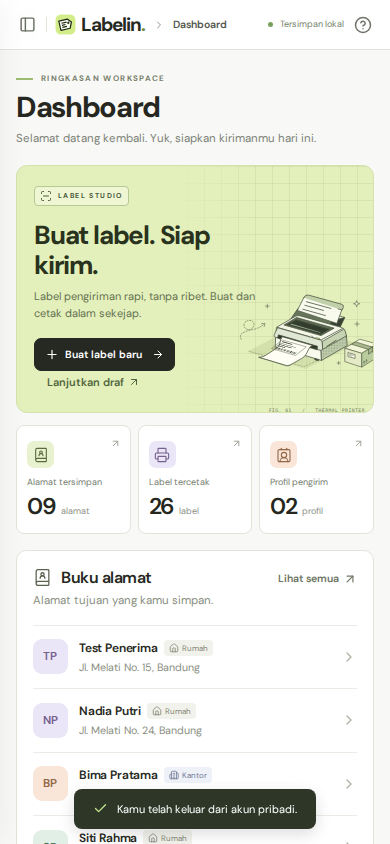 Labelin.
Dashboard
Tersimpan lokal
RINGKASAN WORKSPACE
Dashboard
Selamat datang kembali. Yuk, siapkan kirimanmu hari ini.
LABEL STUDIO
Buat label. Siap
kirim.
Label pengiriman rapi, tanpa ribet. Buat dan
cetak dalam sekejap.
Buat label baru
Lanjutkan draf
FIG. 01 / THERMAL PRINTER
Alamat tersimpan
09 alamat
Label tercetak
26 label
Profil pengirim
02 profil
Buku alamat
Lihat semua
Alamat tujuan yang kamu simpan.
TP
Test Penerima
Rumah
Jl. Melati No. 15, Bandung
NP
Nadia Putri
Rumah
Jl. Melati No. 24, Bandung
BP
Bima Pratama
Kantor
Kamu telah keluar dari akun pribadi.
Siti Rahma
Rumah